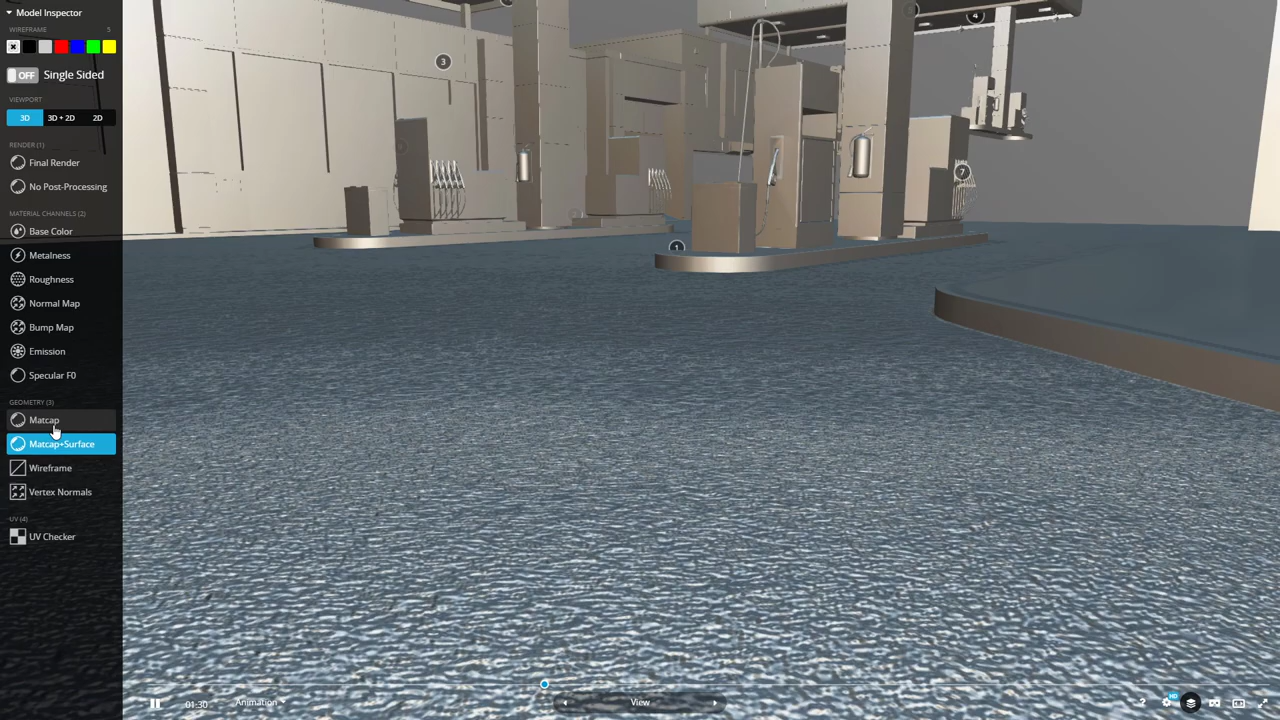 Model Inspector
WIREFRAME 5
OFF Single Sided
VIEWPORT
3D 3D + 2D 2D
RENDER (1)
Final Render
No Post-Processing
MATERIAL CHANNELS (2)
Base Color
Metalness
Roughness
Normal Map
Bump Map
Emission
Specular F0
GEOMETRY (3)
Matcap
Matcap+Surface
Wireframe
Vertex Normals
UV (4)
UV Checker
3
4
7
1
01:30 Animation View ? HD